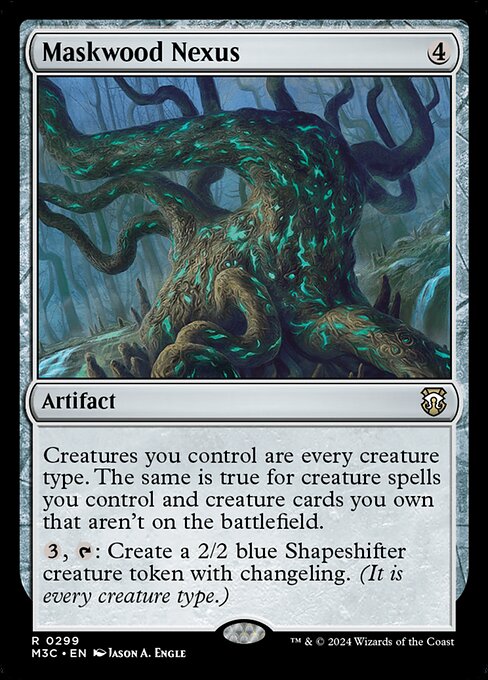 Maskwood Nexus 4
Artifact
Creatures you control are every creature
type. The same is true for creature spells
you control and creature cards you own
that aren't on the battlefield.
3, : Create a 2/2 blue Shapeshifter
creature token with changeling. (It is
every creature type.)
R 0299
M3C • EN Jason A. Engle
™ & © 2024 Wizards of the Coast